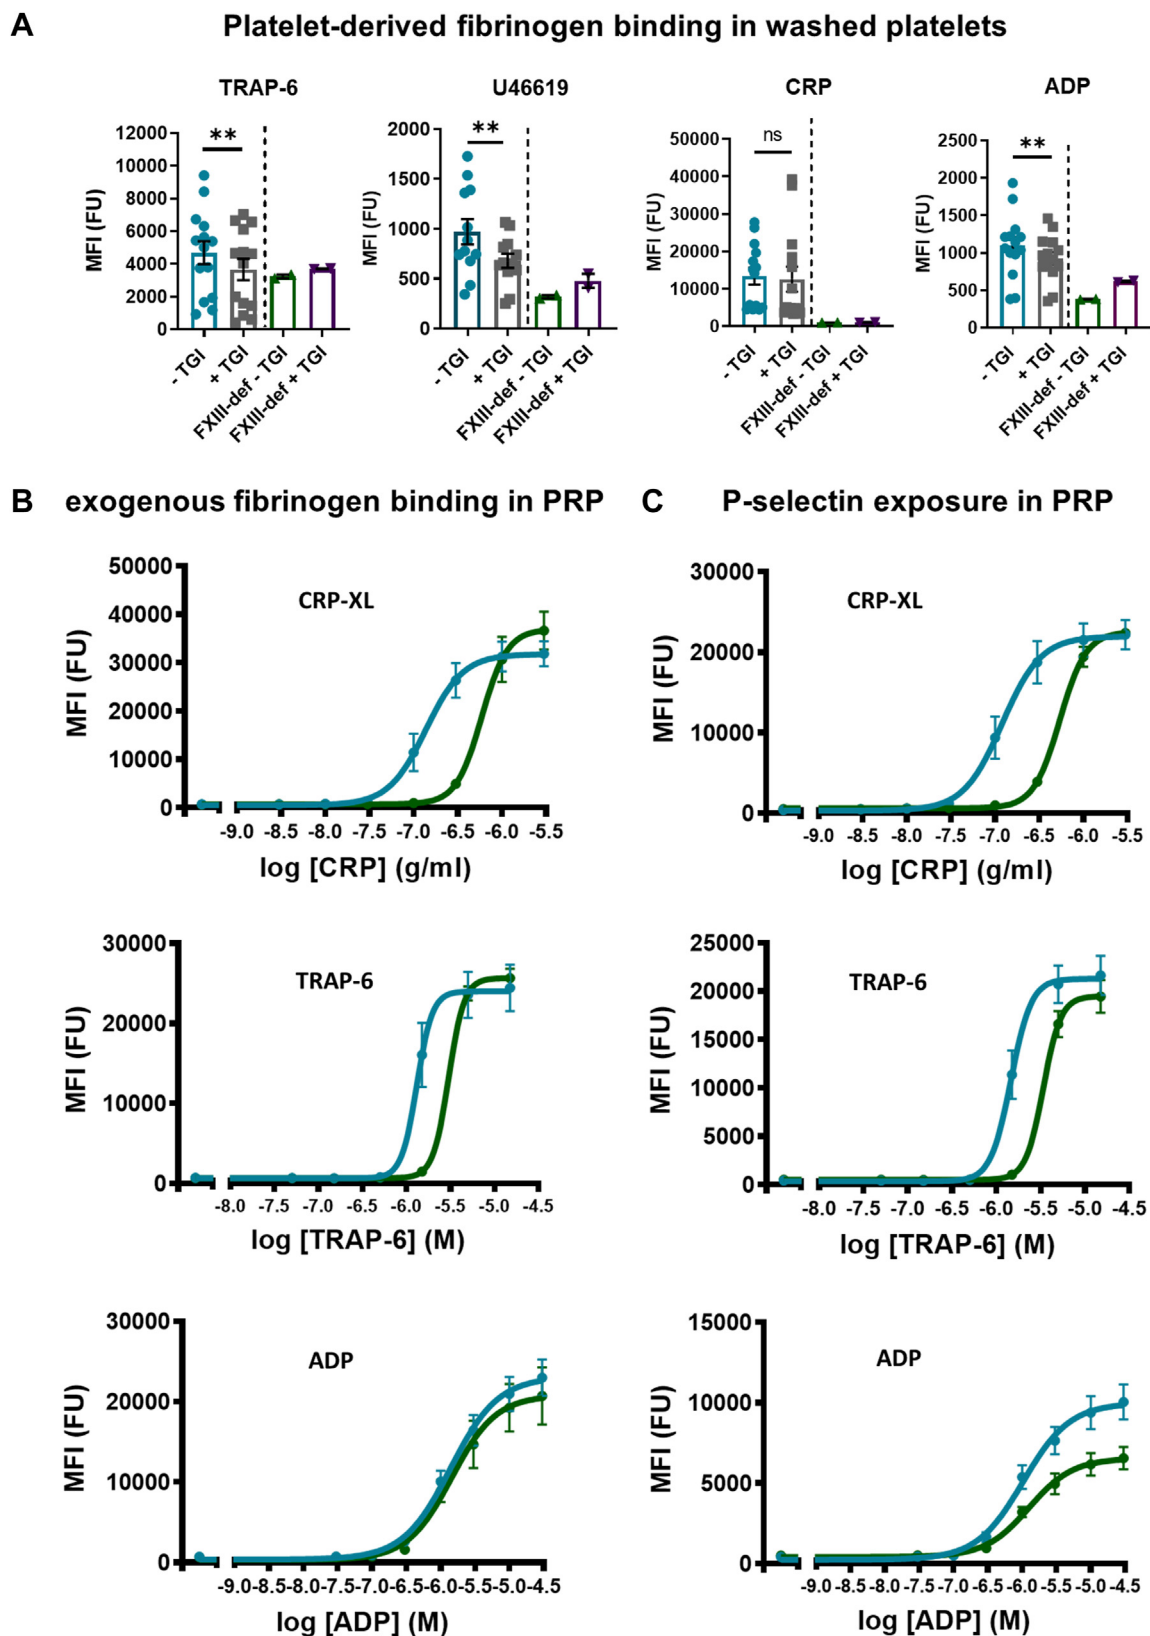 A Platelet-derived fibrinogen binding in washed platelets
TRAP-6
MFI (FU)
12000
10000
8000
6000
4000
2000
0
**
- TGI
+ TGI
FXIII-def - TGI
FXIII-def + TGI
U46619
MFI (FU)
2000
1500
1000
500
0
**
- TGI
+ TGI
FXIII-def - TGI
FXIII-def + TGI
CRP
MFI (FU)
50000
40000
30000
20000
10000
0
ns
- TGI
+ TGI
FXIII-def - TGI
FXIII-def + TGI
ADP
MFI (FU)
2500
2000
1500
1000
500
0
**
- TGI
+ TGI
FXIII-def - TGI
FXIII-def + TGI
B exogenous fibrinogen binding in PRP
CRP-XL
MFI (FU)
50000
40000
30000
20000
10000
0
-9.0 -8.5 -8.0 -7.5 -7.0 -6.5 -6.0 -5.5
log [CRP] (g/ml)
TRAP-6
MFI (FU)
30000
20000
10000
0
-8.0 -7.5 -7.0 -6.5 -6.0 -5.5 -5.0 -4.5
log [TRAP-6] (M)
ADP
MFI (FU)
30000
20000
10000
0
-9.0 -8.5 -8.0 -7.5 -7.0 -6.5 -6.0 -5.5 -5.0 -4.5
log [ADP] (M)
C P-selectin exposure in PRP
CRP-XL
MFI (FU)
30000
20000
10000
0
-9.0 -8.5 -8.0 -7.5 -7.0 -6.5 -6.0 -5.5
log [CRP] (g/ml)
TRAP-6
MFI (FU)
25000
20000
15000
10000
5000
0
-8.0 -7.5 -7.0 -6.5 -6.0 -5.5 -5.0 -4.5
log [TRAP-6] (M)
ADP
MFI (FU)
15000
10000
5000
0
-9.0 -8.5 -8.0 -7.5 -7.0 -6.5 -6.0 -5.5 -5.0 -4.5
log [ADP] (M)